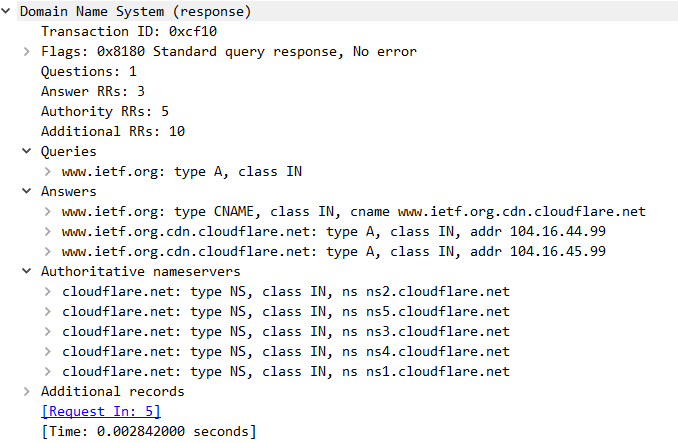 Domain Name System (response)
Transaction ID: 0xcf10
Flags: 0x8180 Standard query response, No error
Questions: 1
Answer RRs: 3
Authority RRs: 5
Additional RRs: 10
Queries
www.ietf.org: type A, class IN
Answers
www.ietf.org: type CNAME, class IN, cname www.ietf.org.cdn.cloudflare.net
www.ietf.org.cdn.cloudflare.net: type A, class IN, addr 104.16.44.99
www.ietf.org.cdn.cloudflare.net: type A, class IN, addr 104.16.45.99
Authoritative nameservers
cloudflare.net: type NS, class IN, ns ns2.cloudflare.net
cloudflare.net: type NS, class IN, ns ns5.cloudflare.net
cloudflare.net: type NS, class IN, ns ns3.cloudflare.net
cloudflare.net: type NS, class IN, ns ns4.cloudflare.net
cloudflare.net: type NS, class IN, ns ns1.cloudflare.net
Additional records
[Request In: 5]
[Time: 0.002842000 seconds]